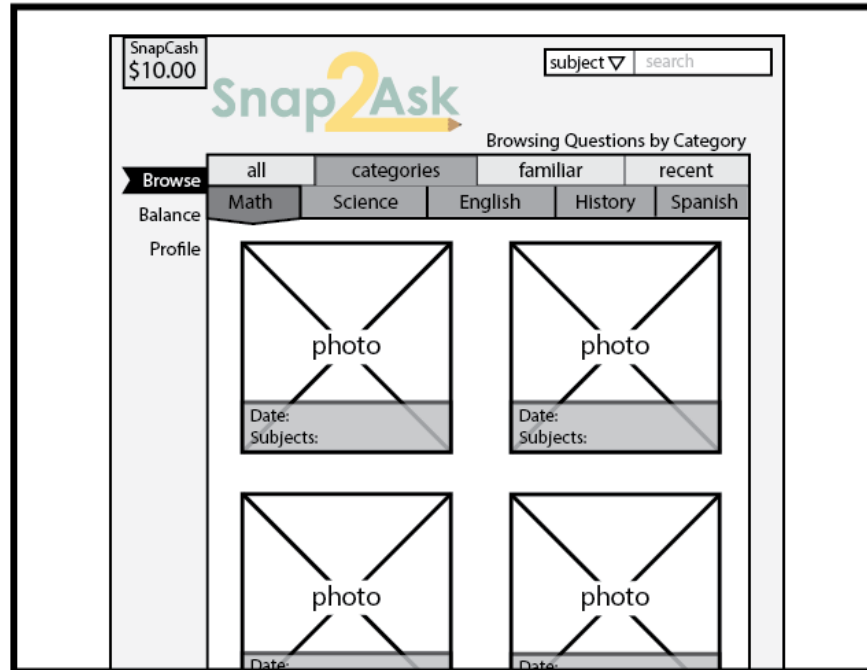 SnapCash
$10.00
subject search
Snap2Ask
Browsing Questions by Category
Browse
all categories familiar recent
Balance
Math Science English History Spanish
Profile
photo photo
Date: Date:
Subjects: Subjects:
photo photo
Date: Date: